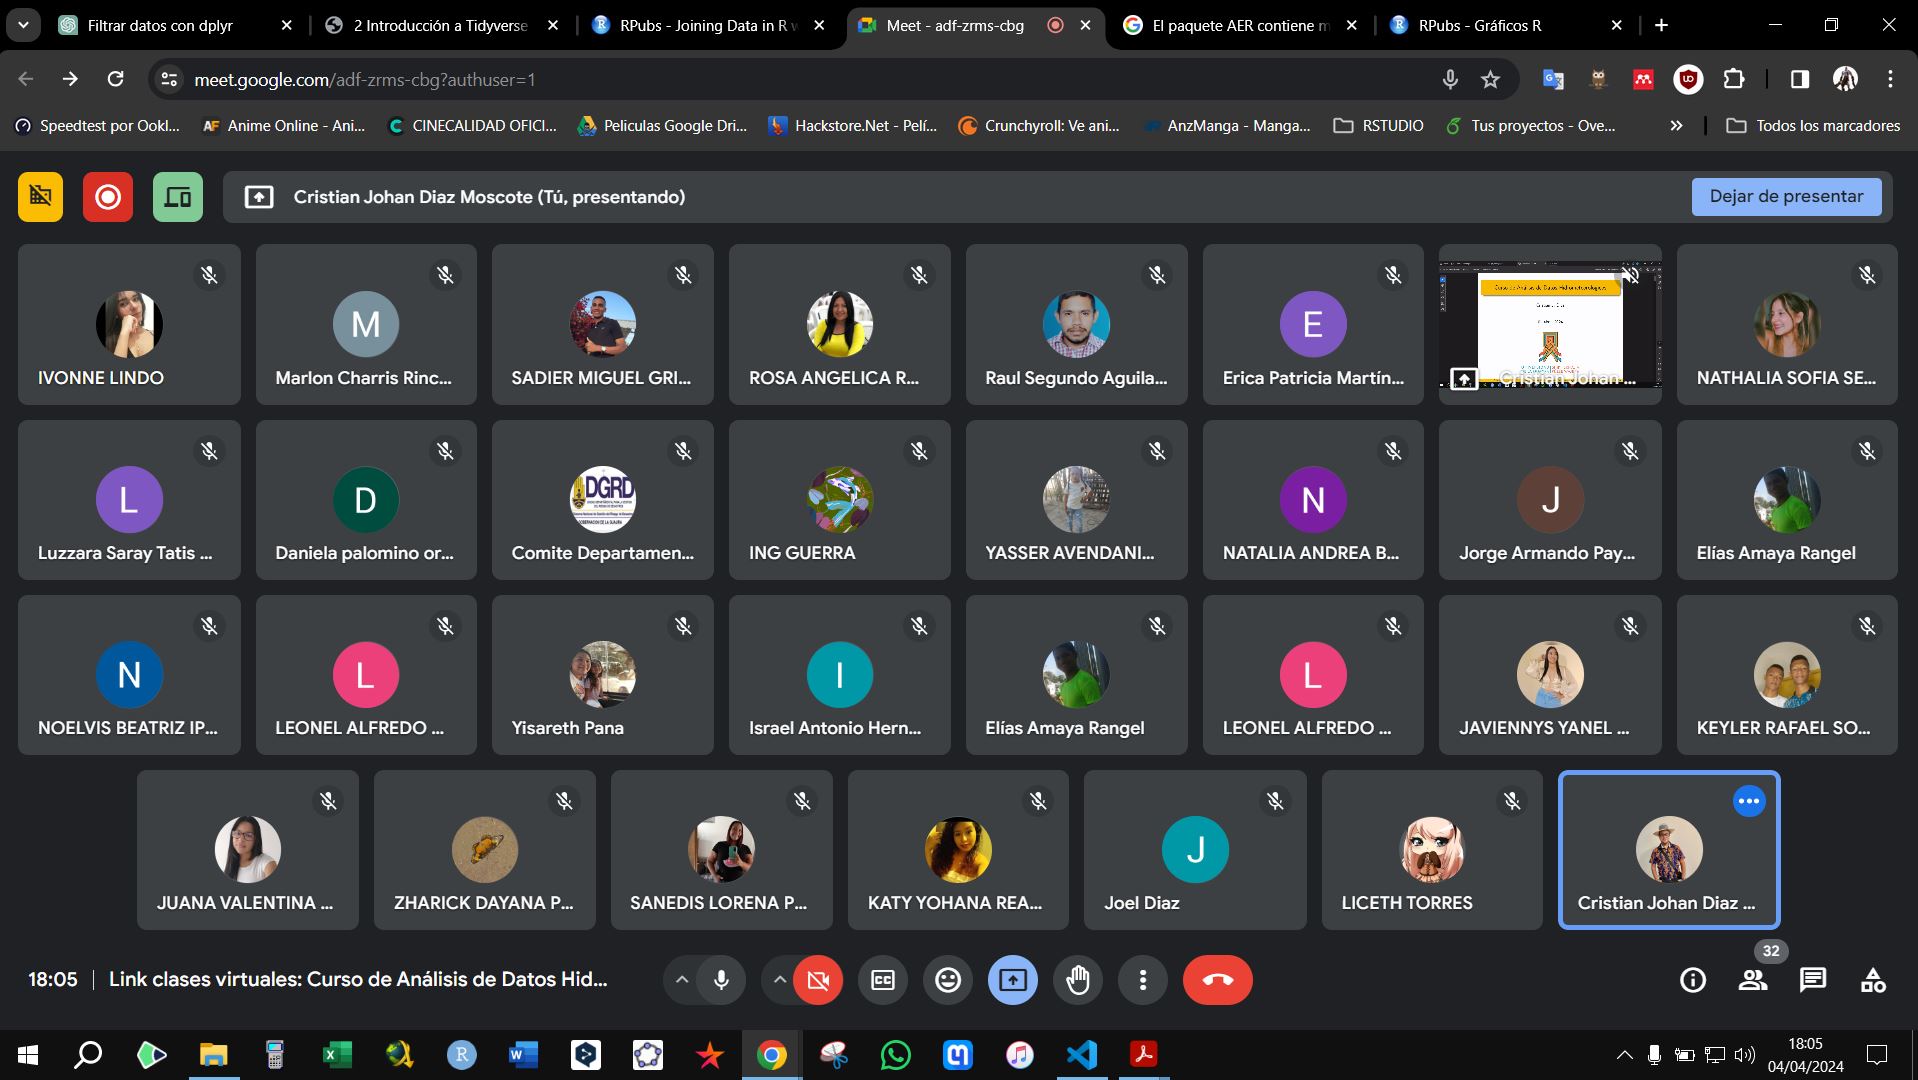 Filtrar datos con dplyr
2 Introducción a Tidyverse
RPubs - Joining Data in R w
Meet - adf-zrms-cbg
El paquete AER contiene m
RPubs - Gráficos R
meet.google.com/adf-zrms-cbg?authuser=1
Speedtest por Ookl...
AF Anime Online - Ani...
CINECALIDAD OFICI...
Peliculas Google Dri...
Hackstore.Net - Pelí...
Crunchyroll: Ve ani...
AnzManga - Manga...
RSTUDIO
Tus proyectos - Ove...
Todos los marcadores
Cristian Johan Diaz Moscote (Tú, presentando)
Dejar de presentar
IVONNE LINDO
M
Marlon Charris Rinc...
SADIER MIGUEL GRI...
ROSA ANGELICA R...
Raul Segundo Aguila...
E
Erica Patricia Martín...
Curso de Análisis de Datos Hidrometeorológicos
Cristian Johan ...
NATHALIA SOFIA SE...
L
Luzzara Saray Tatis ...
D
Daniela palomino or...
DGRD
Comite Departamen...
ING GUERRA
YASSER AVENDANI...
N
NATALIA ANDREA B...
J
Jorge Armando Pay...
Elías Amaya Rangel
N
NOELVIS BEATRIZ IP...
L
LEONEL ALFREDO ...
Yisareth Pana
I
Israel Antonio Hern...
Elías Amaya Rangel
L
LEONEL ALFREDO ...
JAVIENNYS YANEL ...
KEYLER RAFAEL SO...
JUANA VALENTINA ...
ZHARICK DAYANA P...
SANEDIS LORENA P...
KATY YOHANA REA...
J
Joel Diaz
LICETH TORRES
Cristian Johan Diaz ...
18:05 | Link clases virtuales: Curso de Análisis de Datos Hid...
32
18:05
04/04/2024